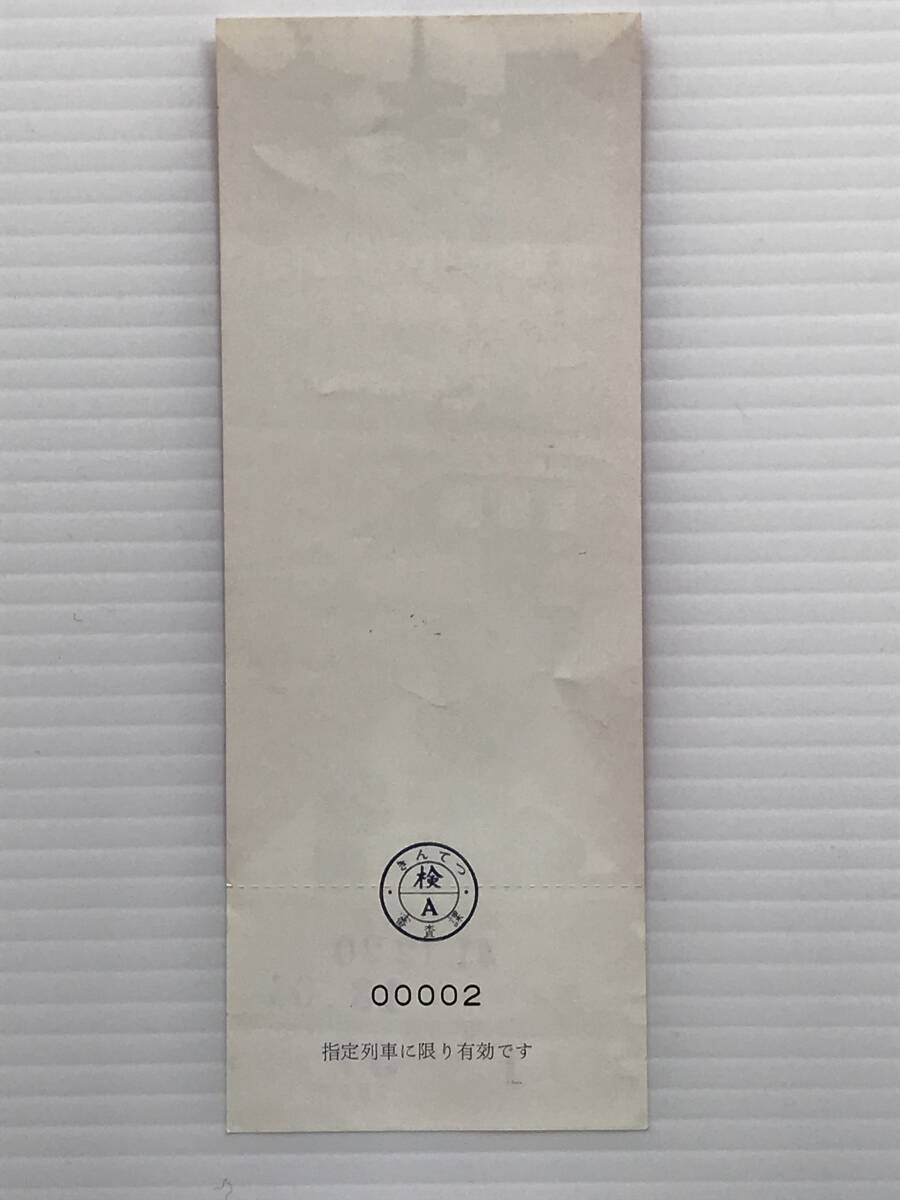 きんてつ
検
A
審査課
00002
指定列車に限り有効です